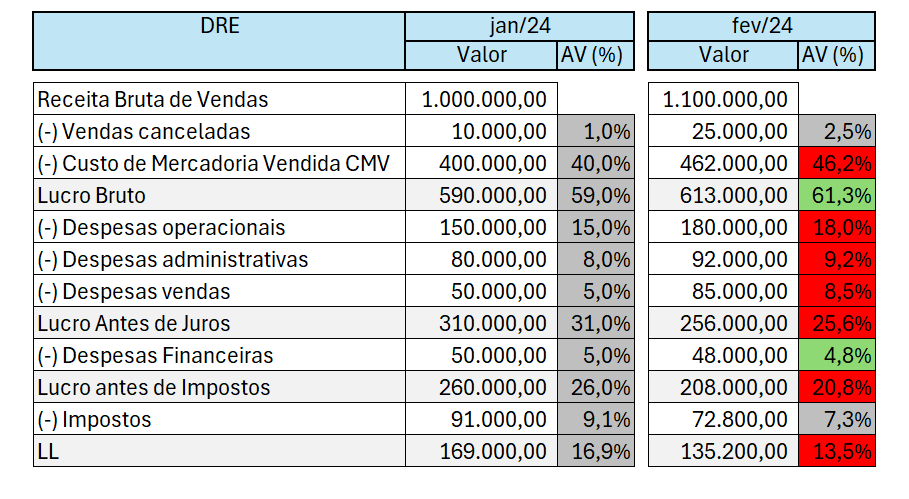 DRE jan/24 fev/24
Valor AV (%) Valor AV (%)
Receita Bruta de Vendas 1.000.000,00 1.100.000,00
(-) Vendas canceladas 10.000,00 1,0% 25.000,00 2,5%
(-) Custo de Mercadoria Vendida CMV 400.000,00 40,0% 462.000,00 46,2%
Lucro Bruto 590.000,00 59,0% 613.000,00 61,3%
(-) Despesas operacionais 150.000,00 15,0% 180.000,00 18,0%
(-) Despesas administrativas 80.000,00 8,0% 92.000,00 9,2%
(-) Despesas vendas 50.000,00 5,0% 85.000,00 8,5%
Lucro Antes de Juros 310.000,00 31,0% 256.000,00 25,6%
(-) Despesas Financeiras 50.000,00 5,0% 48.000,00 4,8%
Lucro antes de Impostos 260.000,00 26,0% 208.000,00 20,8%
(-) Impostos 91.000,00 9,1% 72.800,00 7,3%
LL 169.000,00 16,9% 135.200,00 13,5%